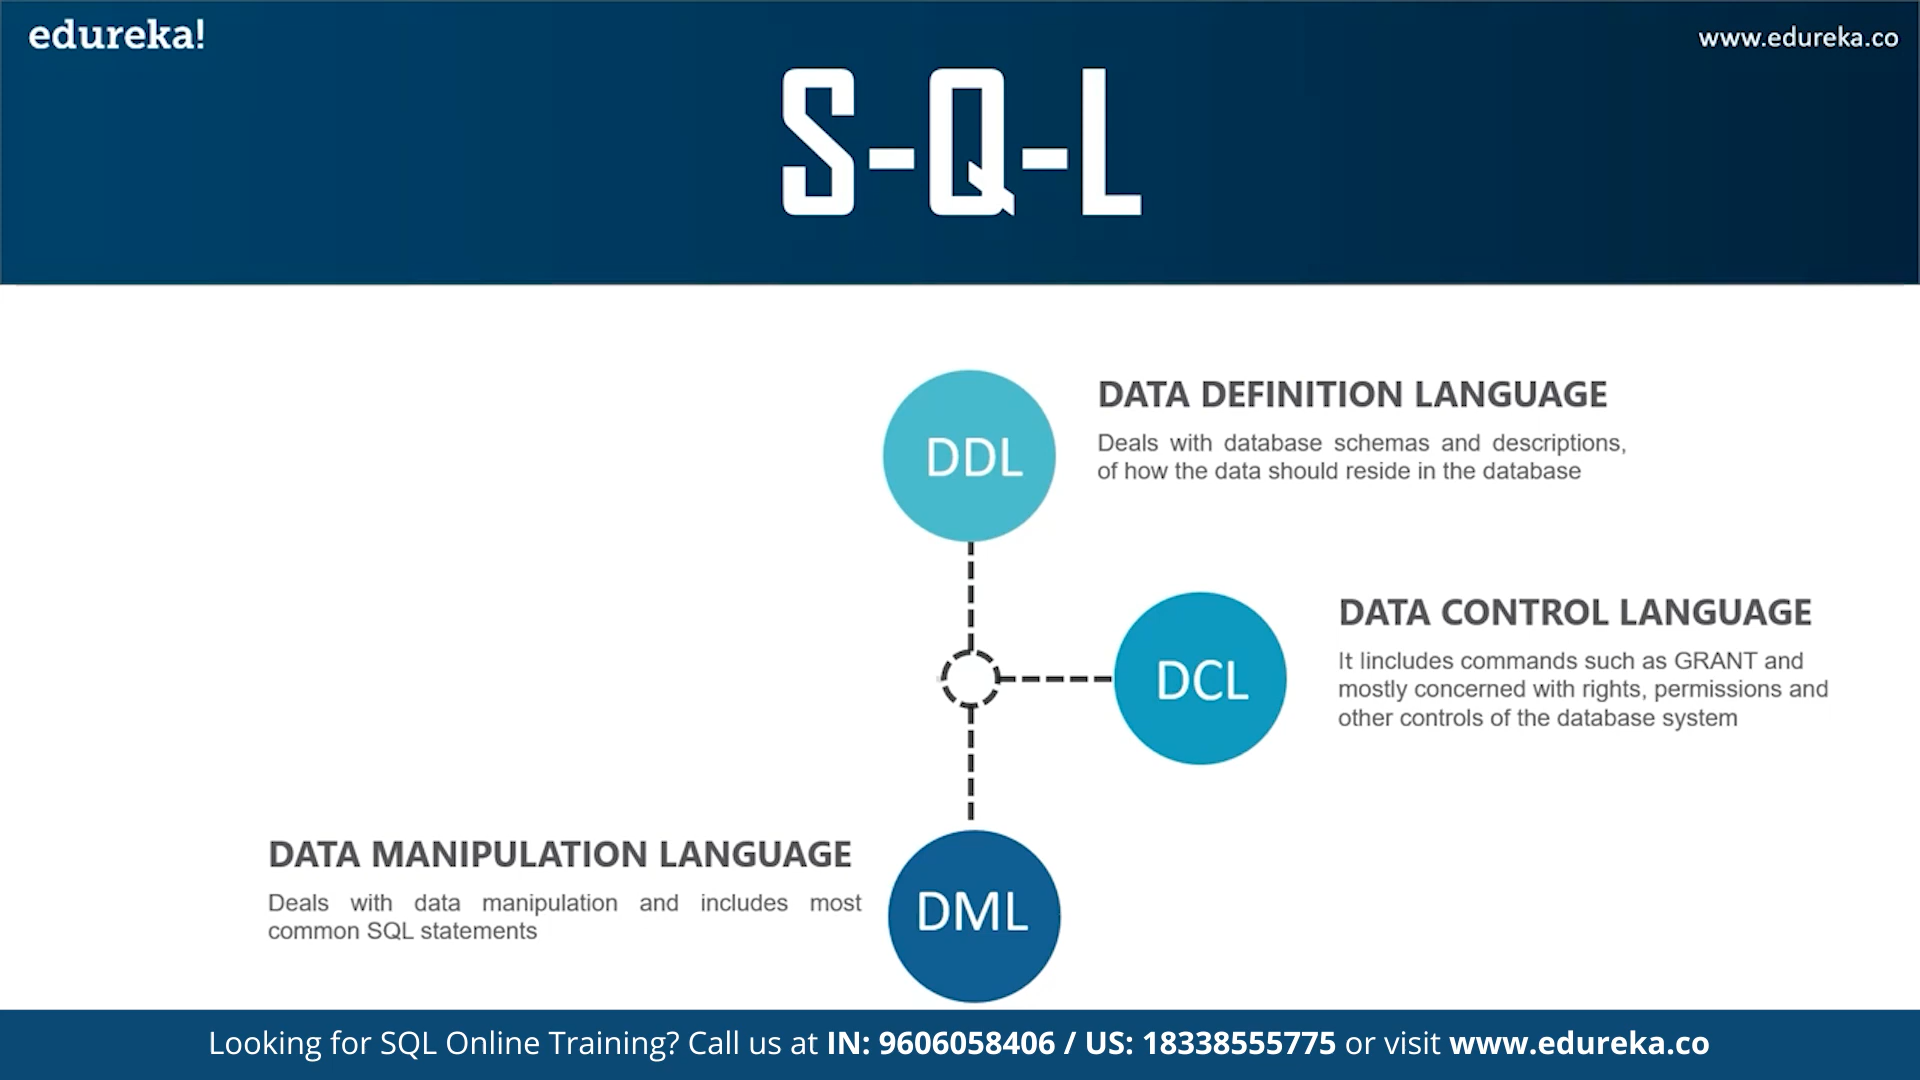 edureka!
www.edureka.co
S-Q-L
DDL
DATA DEFINITION LANGUAGE
Deals with database schemas and descriptions,
of how the data should reside in the database
DCL
DATA CONTROL LANGUAGE
It Iincludes commands such as GRANT and
mostly concerned with rights, permissions and
other controls of the database system
DATA MANIPULATION LANGUAGE
Deals with data manipulation and includes most
common SQL statements
DML
Looking for SQL Online Training? Call us at IN: 9606058406 / US: 18338555775 or visit www.edureka.co